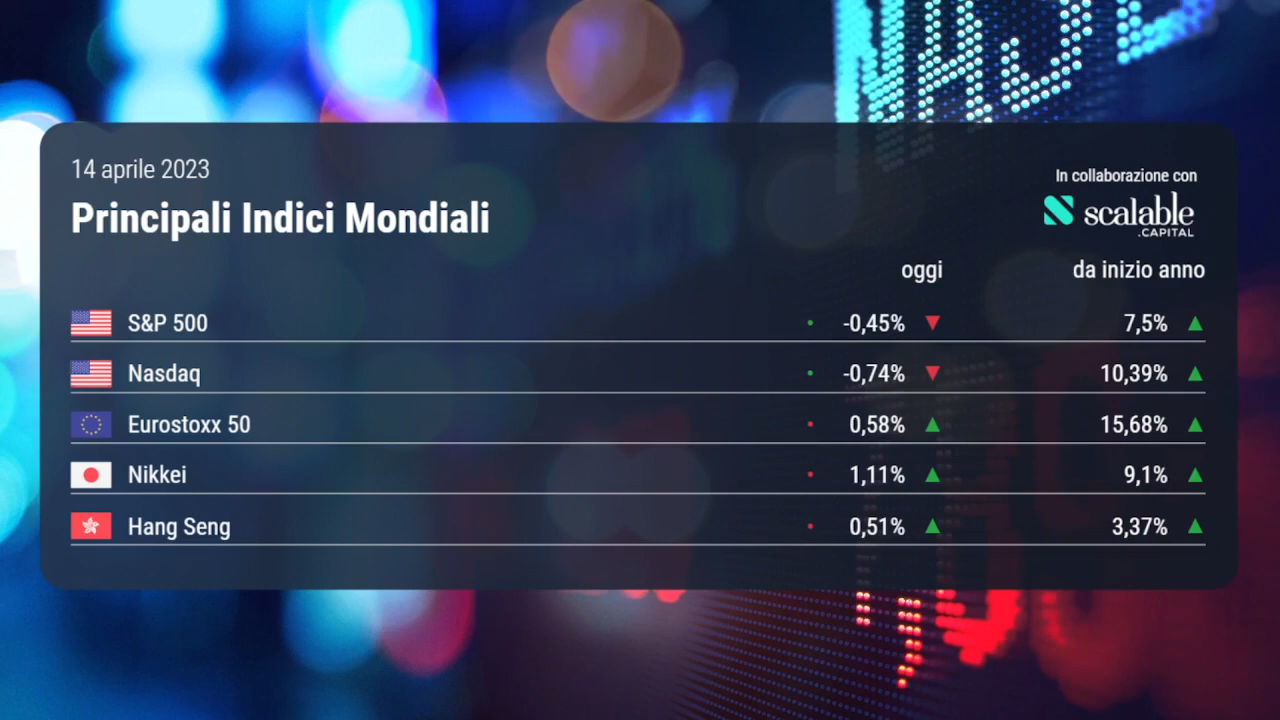 14 aprile 2023
Principali Indici Mondiali
In collaborazione con
scalable
.CAPITAL
oggi da inizio anno
S&P 500 -0,45% 7,5%
Nasdaq -0,74% 10,39%
Eurostoxx 50 0,58% 15,68%
Nikkei 1,11% 9,1%
Hang Seng 0,51% 3,37%